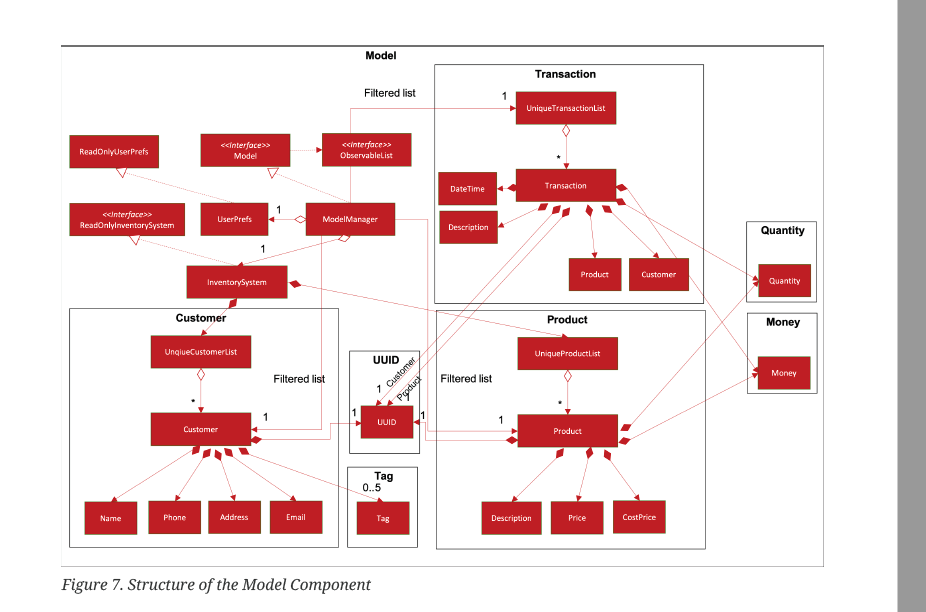 Model
Transaction
Filtered list
1
UniqueTransactionList
ReadOnlyUserPrefs
<<Interface>>
Model
<<Interface>>
ObservableList
*
DateTime
Transaction
<<Interface>>
ReadOnlyInventorySystem
UserPrefs
1
ModelManager
Description
Quantity
1
InventorySystem
Product
Customer
Quantity
Customer
Product
Money
UnqiueCustomerList
UUID
UniqueProductList
Filtered list
1
Customer
Product
1
Filtered list
Money
*
*
Customer
1
1
UUID
1
1
Product
Tag
0..5
Name
Phone
Address
Email
Tag
Description
Price
CostPrice
Figure 7. Structure of the Model Component